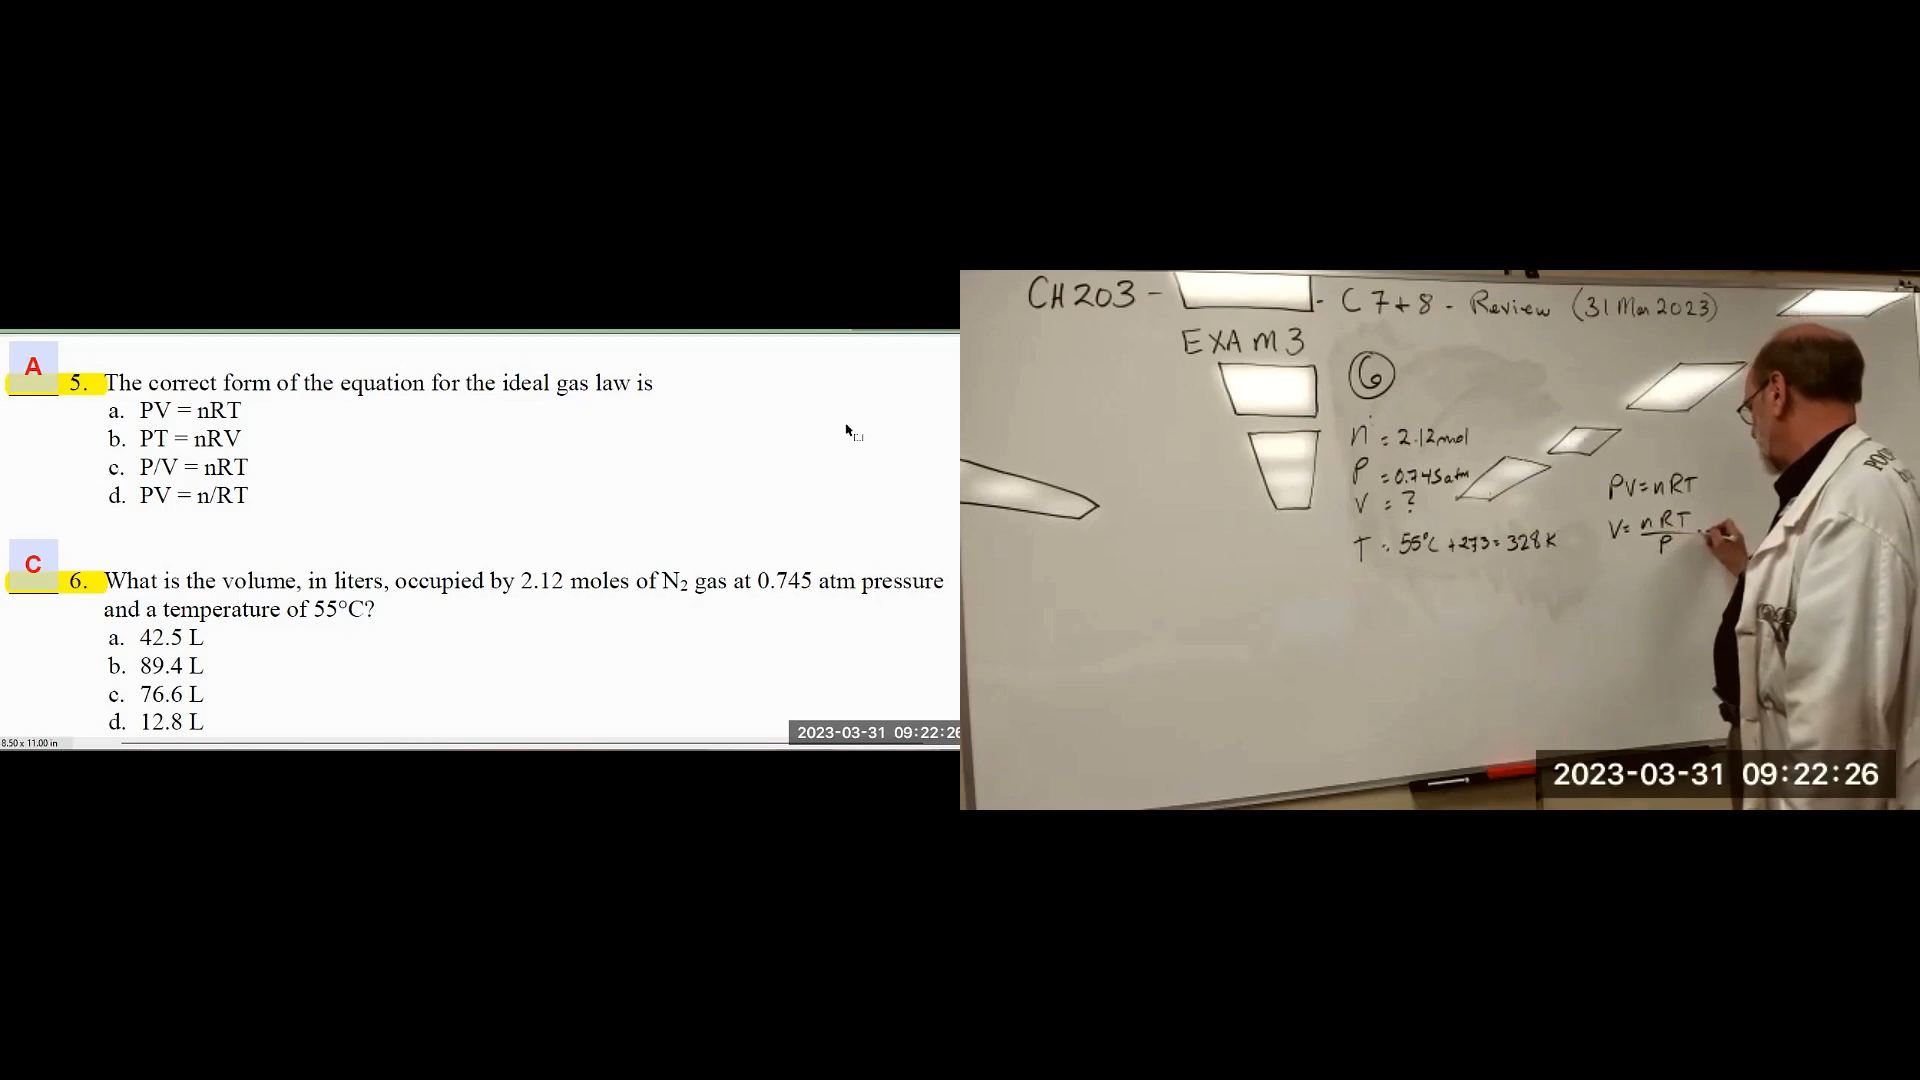 A
5. The correct form of the equation for the ideal gas law is
a. PV = nRT
b. PT = nRV
c. P/V = nRT
d. PV = n/RT
C
6. What is the volume, in liters, occupied by 2.12 moles of N₂ gas at 0.745 atm pressure
and a temperature of 55°C?
a. 42.5 L
b. 89.4 L
c. 76.6 L
d. 12.8 L
8.50 x 11.00 in
2023-03-31 09:22:26
CH 203 - - C 7 + 8 - Review (31 Mar 2023)
EXAM 3
6
n = 2.12 mol
P = 0.745 atm
V = ?
T = 55°C + 273 = 328 K
PV = nRT
V = nRT
P
2023-03-31 09:22:26